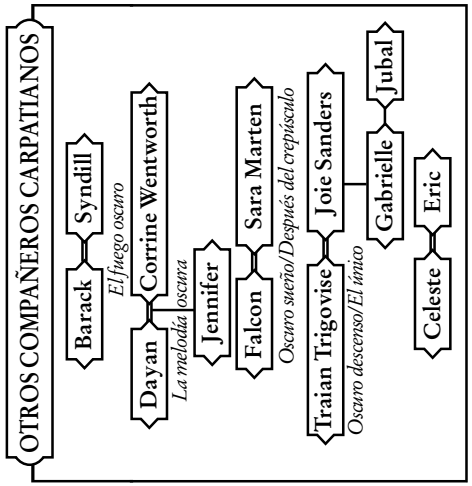 OTROS COMPAÑEROS CARPATIANOS
Barack Syndill
El fuego oscuro
Dayan Corrine Wentworth
La melodía oscura
Jennifer
Falcon Sara Marten
Oscuro sueño/Después del crepúsculo
Traian Trigovise Joie Sanders
Oscuro descenso/El único
Gabrielle Jubal
Celeste Eric